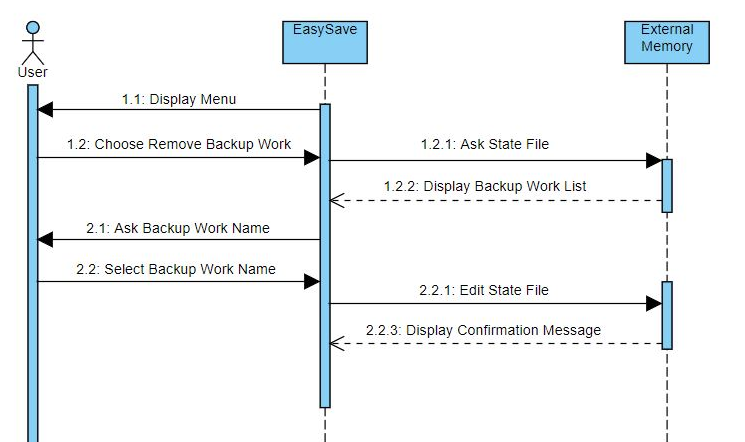 EasySave
External
Memory
User
1.1: Display Menu
1.2: Choose Remove Backup Work
1.2.1: Ask State File
1.2.2: Display Backup Work List
2.1: Ask Backup Work Name
2.2: Select Backup Work Name
2.2.1: Edit State File
2.2.3: Display Confirmation Message